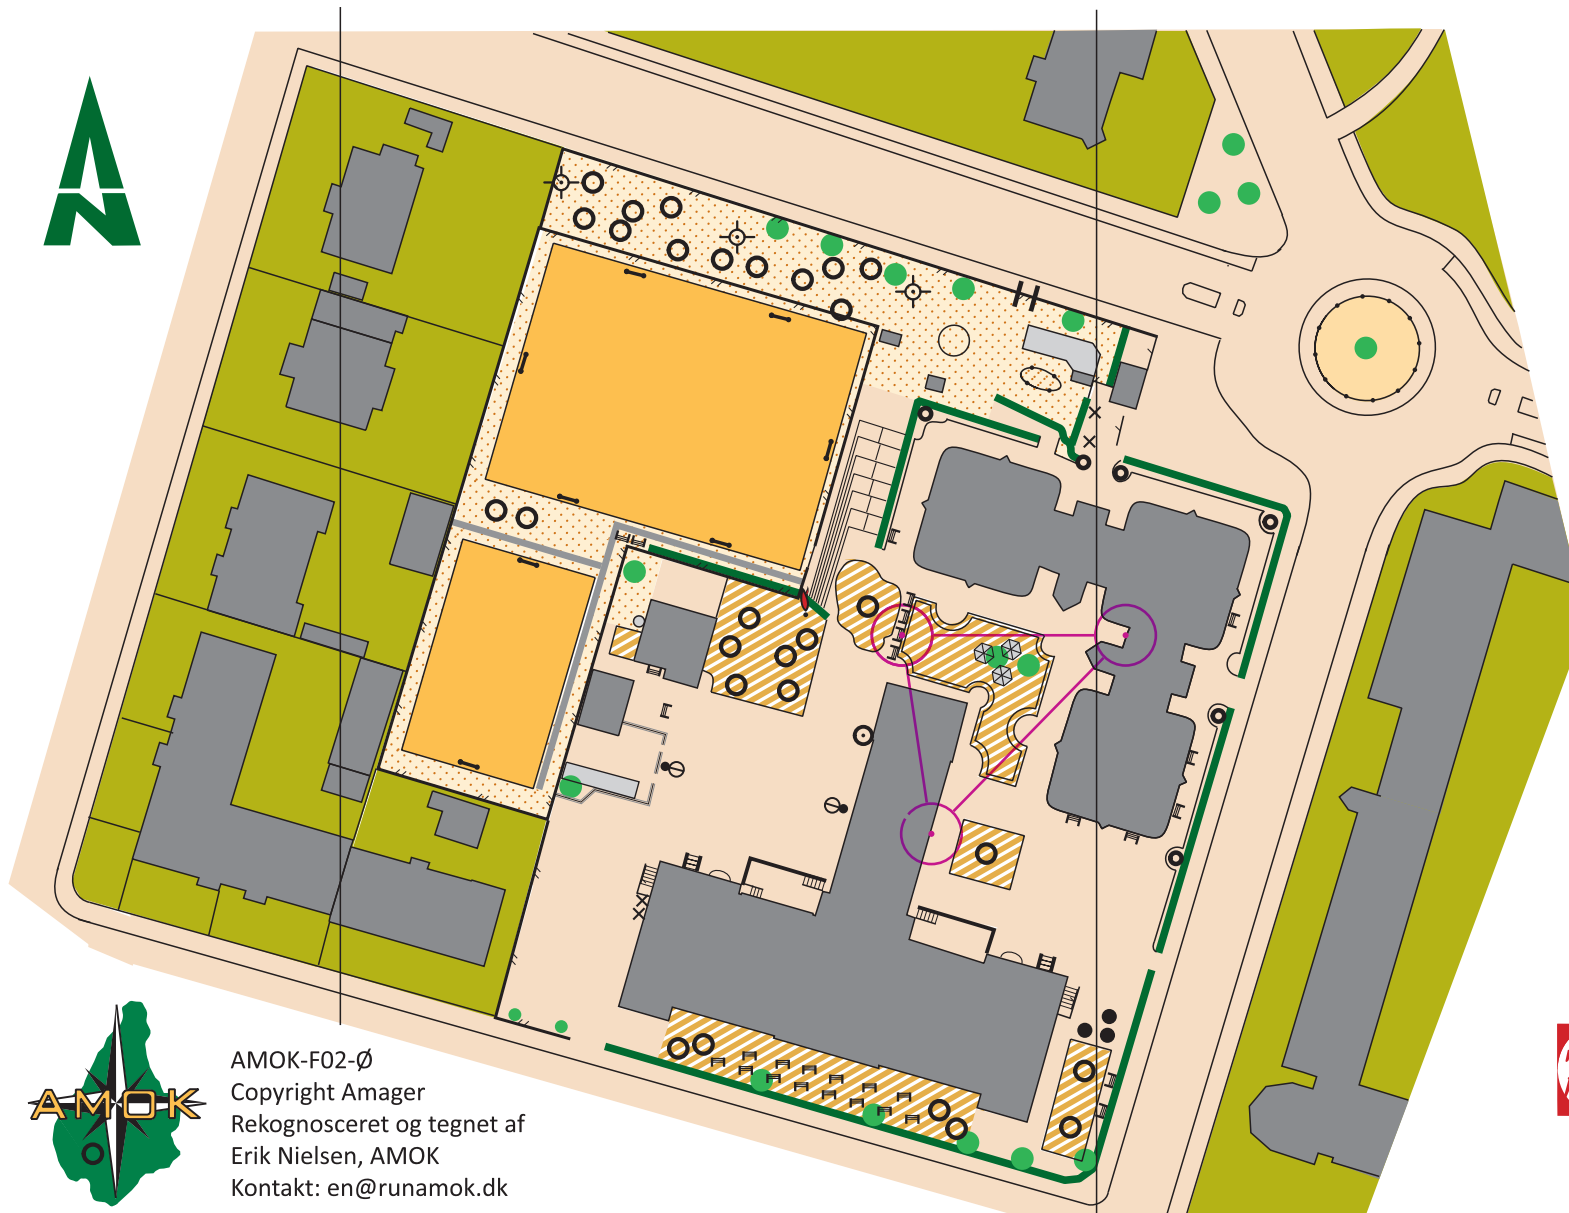 AMOK
AMOK-F02-Ø
Copyright Amager
Rekognosceret og tegnet af
Erik Nielsen, AMOK
Kontakt: en@runamok.dk